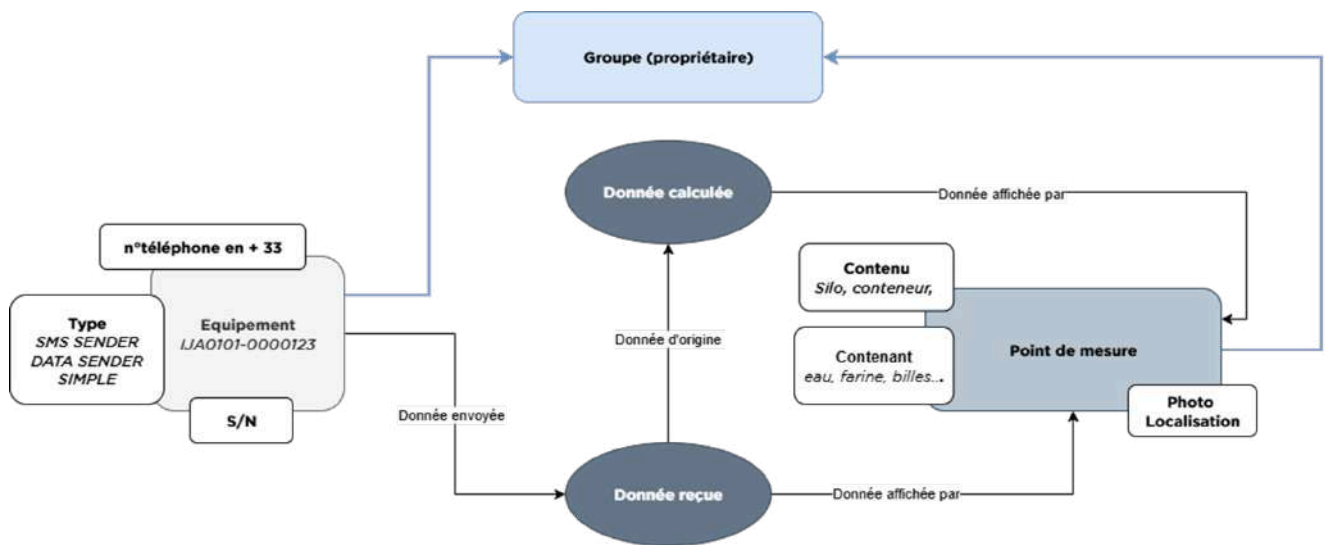 Groupe (propriétaire)
Donnée calculée
Donnée affichée par
n°téléphone en + 33
Contenu
Silo, conteneur,
Type
SMS SENDER
DATA SENDER
SIMPLE
Equipement
IJA0101-0000123
Donnée d'origine
Contenant
eau, farine, billes...
Point de mesure
S/N
Donnée envoyée
Photo
Localisation
Donnée reçue
Donnée affichée par